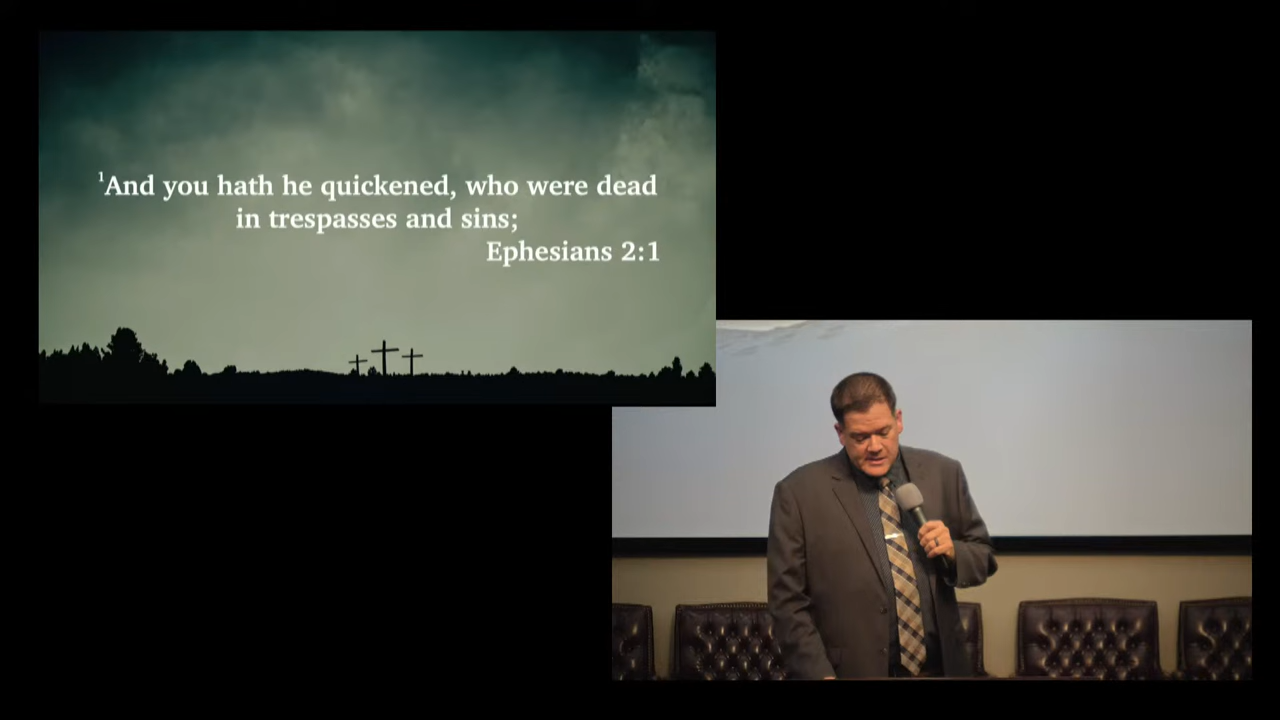 ¹And you hath he quickened, who were dead
in trespasses and sins;
Ephesians 2:1